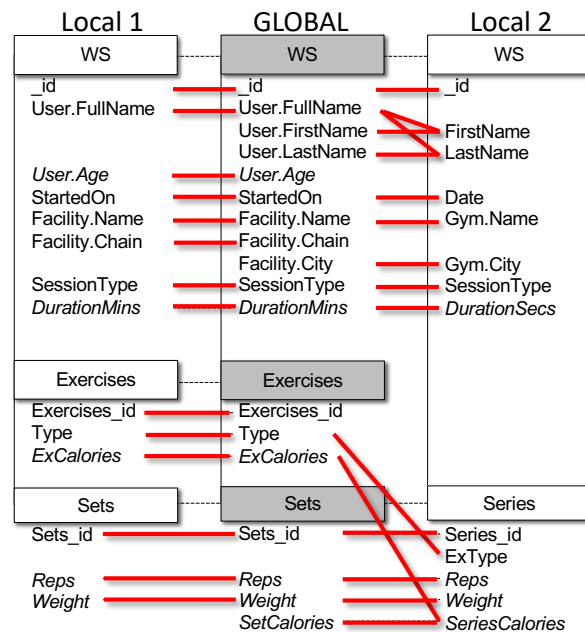 Local 1 GLOBAL Local 2
WS WS WS
_id _id _id
User.FullName User.FullName
User.FirstName FirstName
User.LastName LastName
User.Age User.Age
StartedOn StartedOn Date
Facility.Name Facility.Name Gym.Name
Facility.Chain Facility.Chain
Facility.City Gym.City
SessionType SessionType SessionType
DurationMins DurationMins DurationSecs
Exercises Exercises
Exercises_id Exercises_id
Type Type
ExCalories ExCalories
Sets Sets Series
Sets_id Sets_id Series_id
ExType
Reps Reps Reps
Weight Weight Weight
SetCalories SeriesCalories